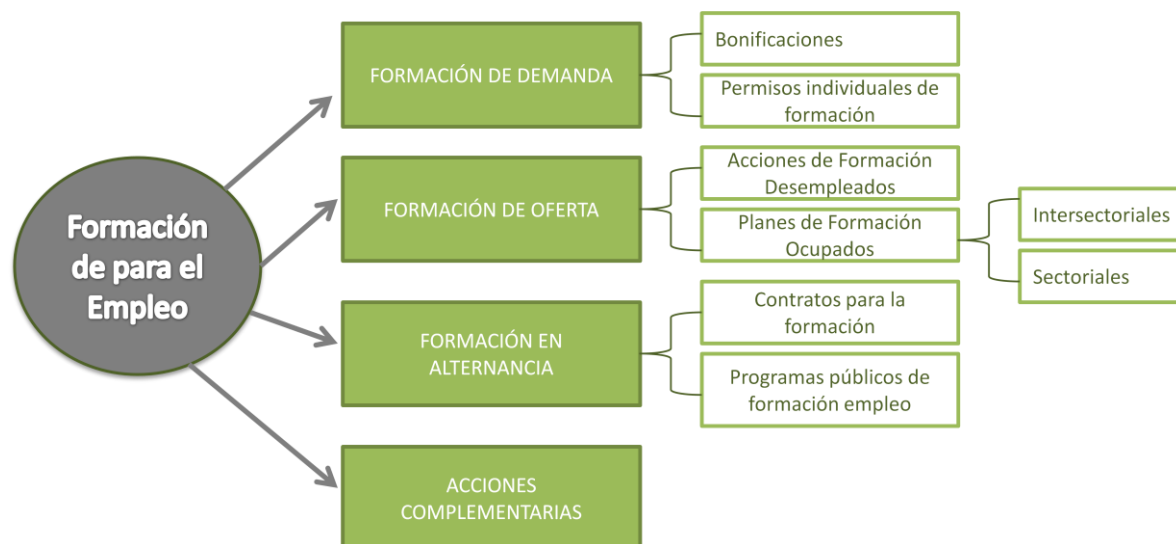 Formación
de para el
Empleo
FORMACIÓN DE DEMANDA
Bonificaciones
Permisos individuales de
formación
FORMACIÓN DE OFERTA
Acciones de Formación
Desempleados
Planes de Formación
Ocupados
Intersectoriales
Sectoriales
FORMACIÓN EN
ALTERNANCIA
Contratos para la
formación
Programas públicos de
formación empleo
ACCIONES
COMPLEMENTARIAS